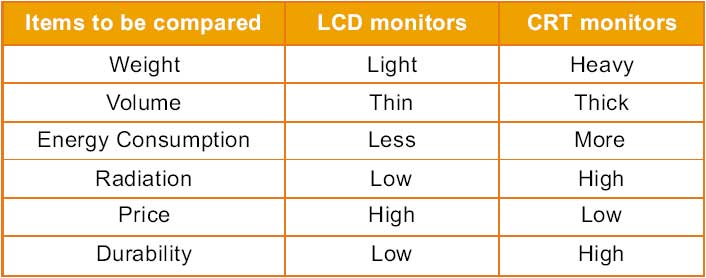 Items to be compared LCD monitors CRT monitors
Weight Light Heavy
Volume Thin Thick
Energy Consumption Less More
Radiation Low High
Price High Low
Durability Low High